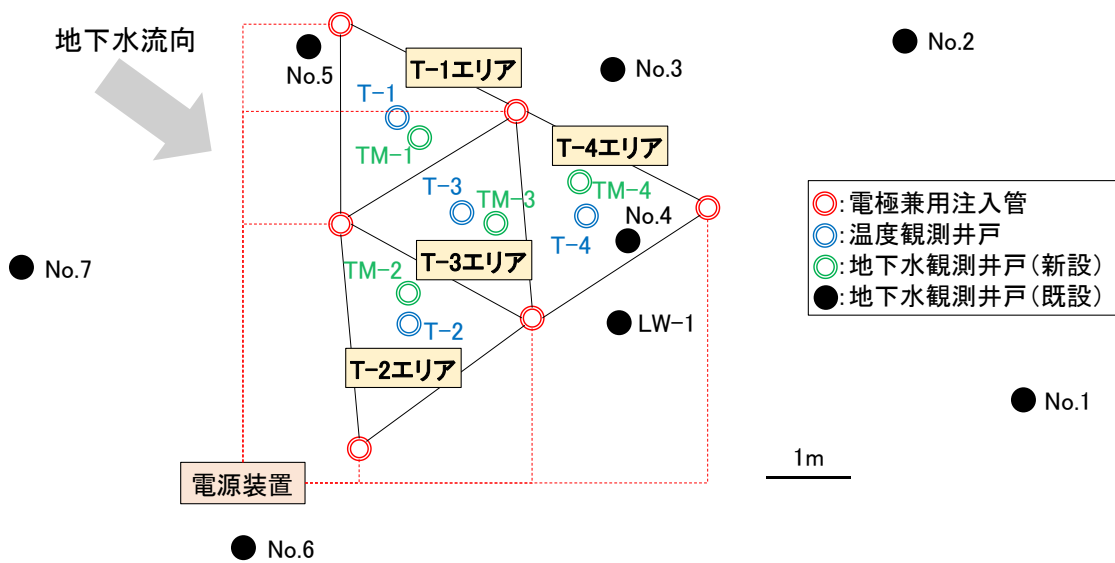 地下水流向
No.5
T-1エリア
No.3
No.2
T-1
TM-1
T-4エリア
T-3
TM-3
TM-4
No.4
T-4
T-3エリア
No.7
TM-2
T-2
LW-1
T-2エリア
No.1
電源装置
1m
No.6
:電極兼用注入管
:温度観測井戸
:地下水観測井戸(新設)
:地下水観測井戸(既設)